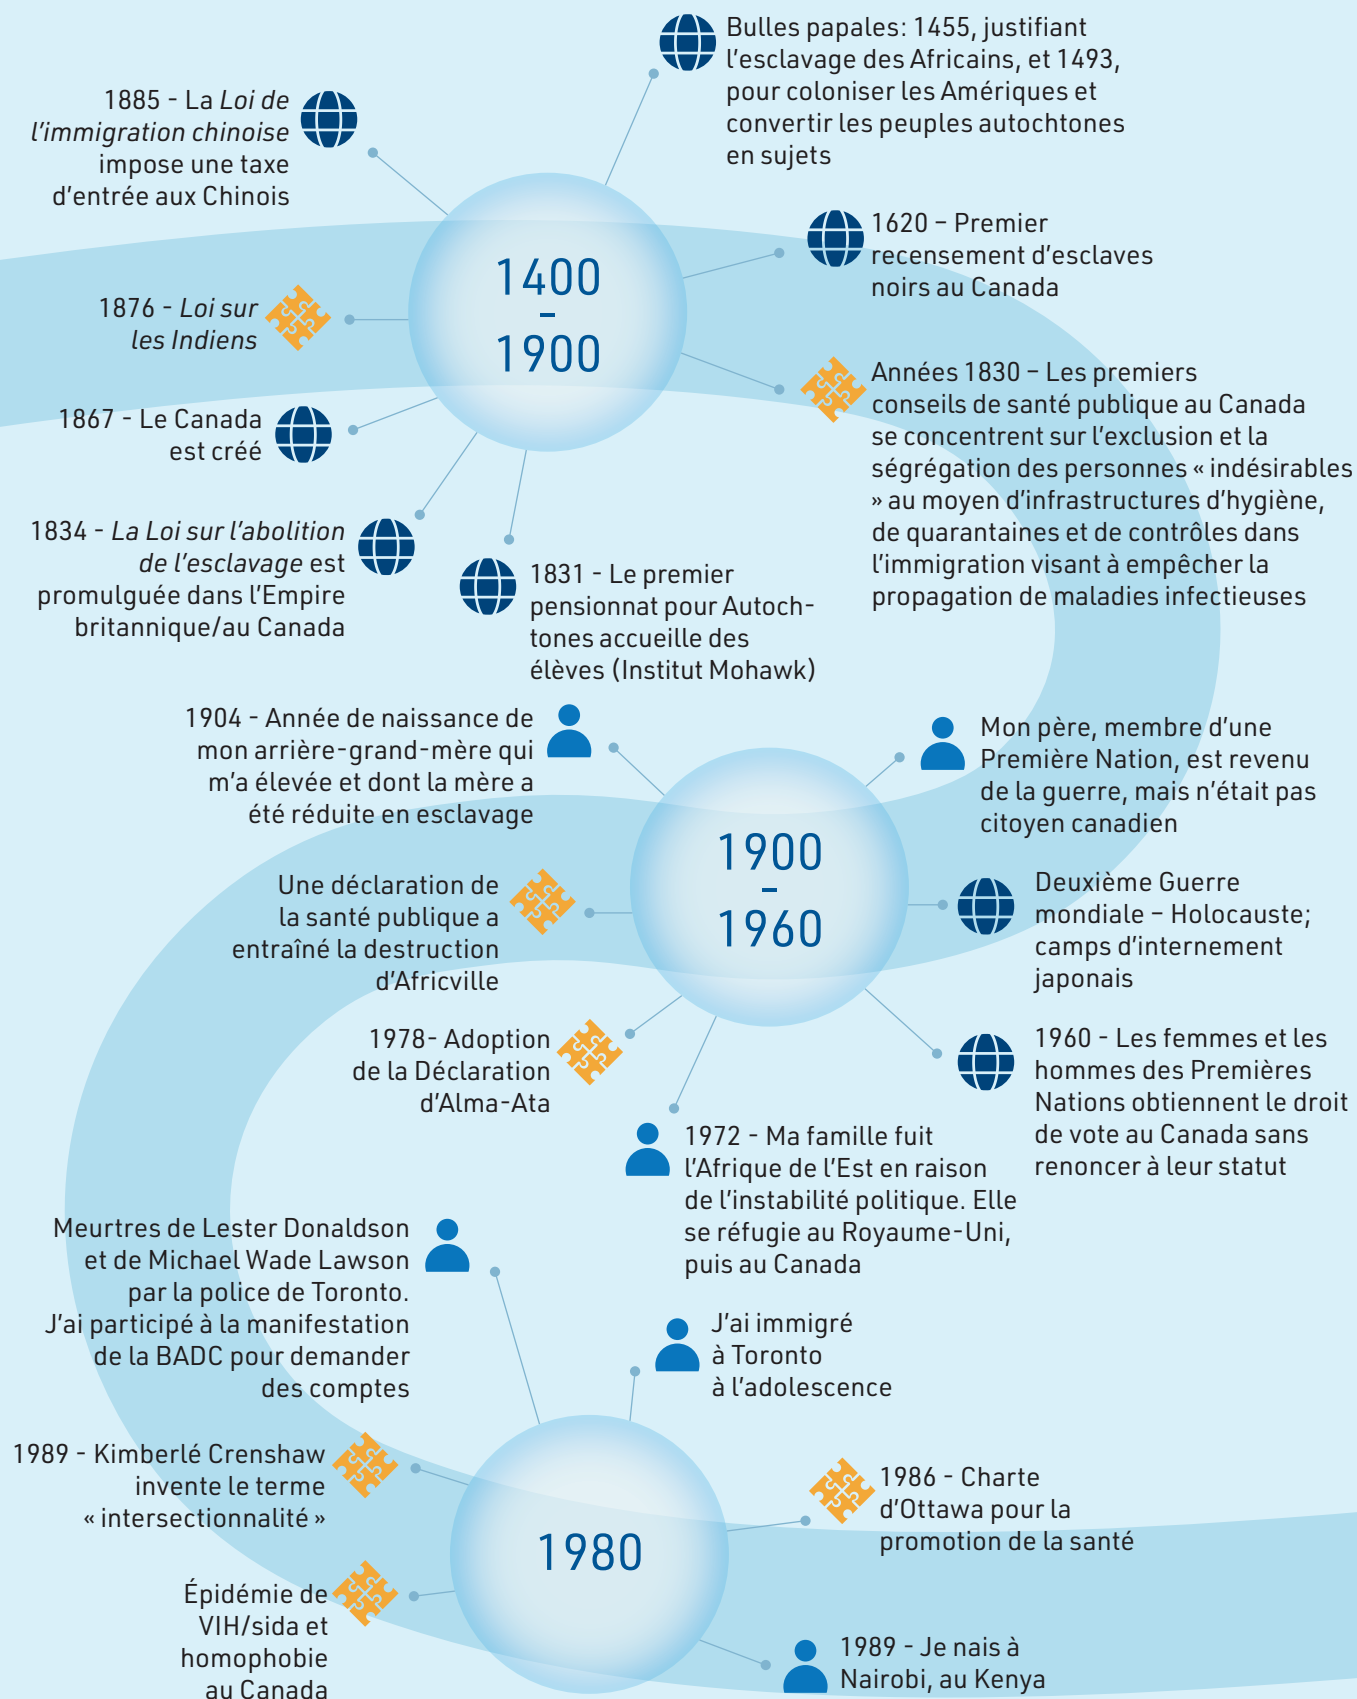 Bulles papales: 1455, justifiant
l'esclavage des Africains, et 1493,
pour coloniser les Amériques et
convertir les peuples autochtones
en sujets
1885 - La Loi de
l'immigration chinoise
impose une taxe
d'entrée aux Chinois
1400
–
1900
1620 – Premier
recensement d'esclaves
noirs au Canada
1876 - Loi sur
les Indiens
Années 1830 – Les premiers
conseils de santé publique au Canada
se concentrent sur l'exclusion et la
ségrégation des personnes « indésirables
» au moyen d'infrastructures d'hygiène,
de quarantaines et de contrôles dans
l'immigration visant à empêcher la
propagation de maladies infectieuses
1867 - Le Canada
est créé
1834 - La Loi sur l'abolition
de l'esclavage est
promulguée dans l'Empire
britannique/au Canada
1831 - Le premier
pensionnat pour Autoch-
tones accueille des
élèves (Institut Mohawk)
1904 - Année de naissance de
mon arrière-grand-mère qui
m'a élevée et dont la mère a
été réduite en esclavage
Mon père, membre d'une
Première Nation, est revenu
de la guerre, mais n'était pas
citoyen canadien
1900
–
1960
Une déclaration de
la santé publique a
entraîné la destruction
d'Africville
Deuxième Guerre
mondiale – Holocauste;
camps d'internement
japonais
1978- Adoption
de la Déclaration
d'Alma-Ata
1960 - Les femmes et les
hommes des Premières
Nations obtiennent le droit
de vote au Canada sans
renoncer à leur statut
1972 - Ma famille fuit
l'Afrique de l'Est en raison
de l'instabilité politique. Elle
se réfugie au Royaume-Uni,
puis au Canada
Meurtres de Lester Donaldson
et de Michael Wade Lawson
par la police de Toronto.
J'ai participé à la manifestation
de la BADC pour demander
des comptes
J'ai immigré
à Toronto
à l'adolescence
1989 - Kimberlé Crenshaw
invente le terme
« intersectionnalité »
1986 - Charte
d'Ottawa pour la
promotion de la santé
1980
Épidémie de
VIH/sida et
homophobie
au Canada
1989 - Je nais à
Nairobi, au Kenya